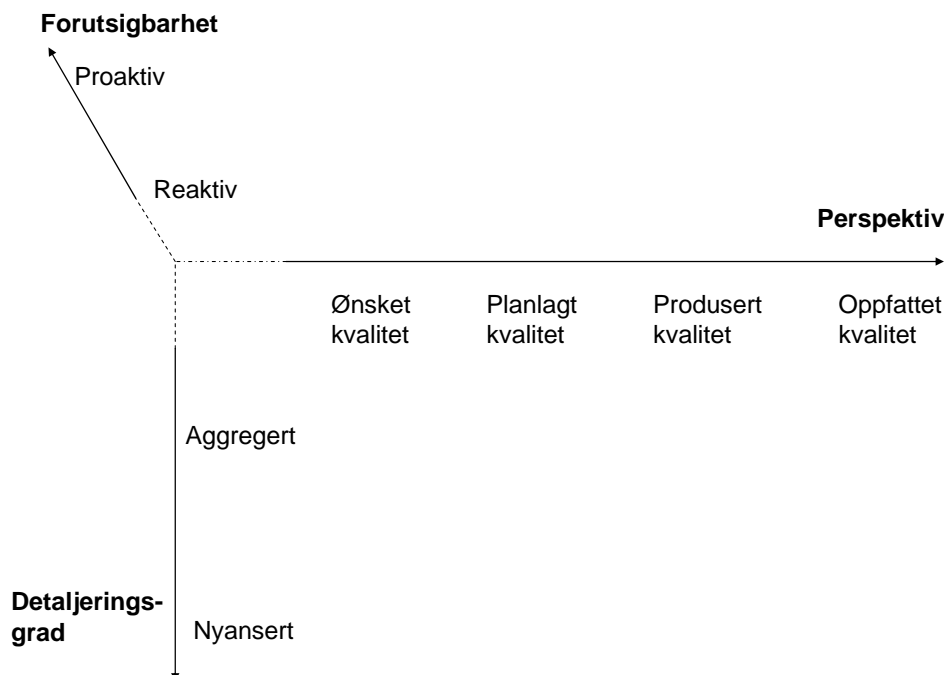 Forutsigbarhet
Proaktiv
Reaktiv
Perspektiv
Ønsket
kvalitet
Planlagt
kvalitet
Produsert
kvalitet
Oppfattet
kvalitet
Aggregert
Detaljerings-
grad
Nyansert